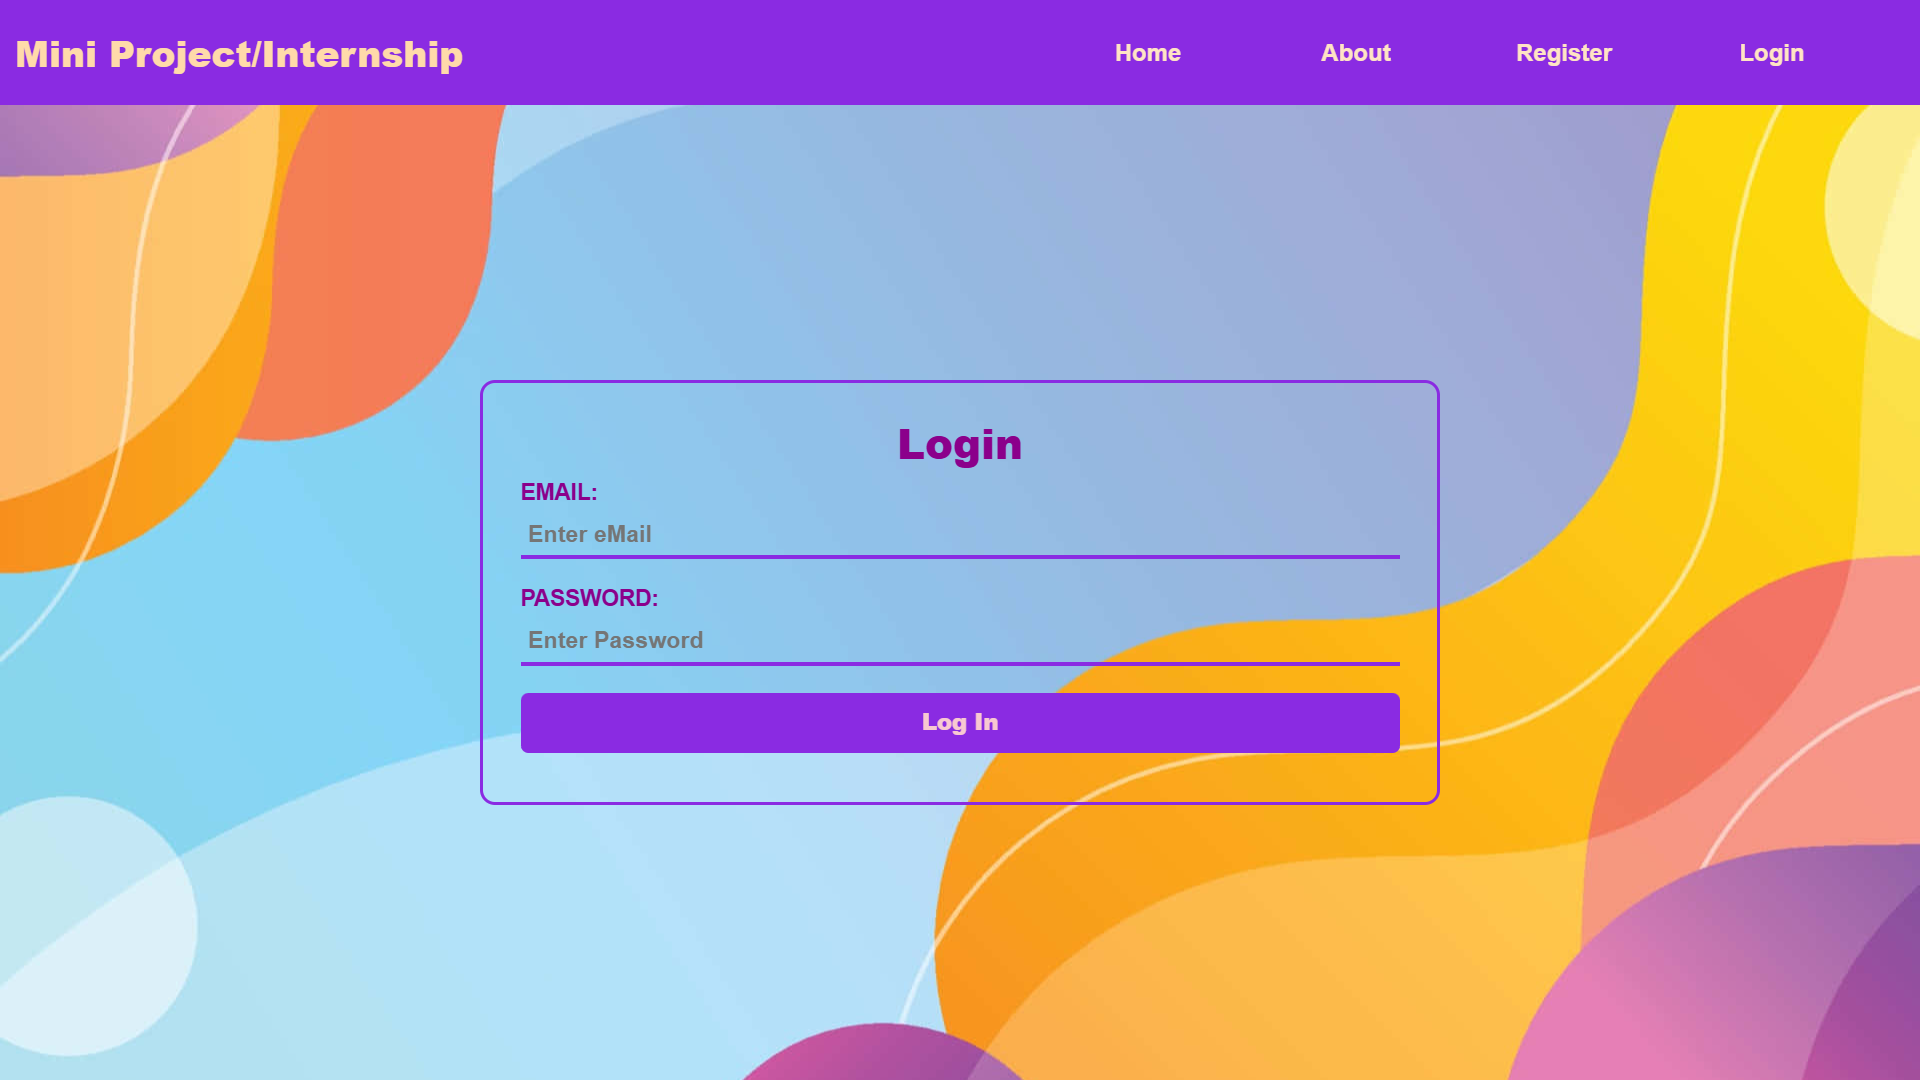 Mini Project/Internship
Home
About
Register
Login
Login
EMAIL:
Enter eMail
PASSWORD:
Enter Password
Log In